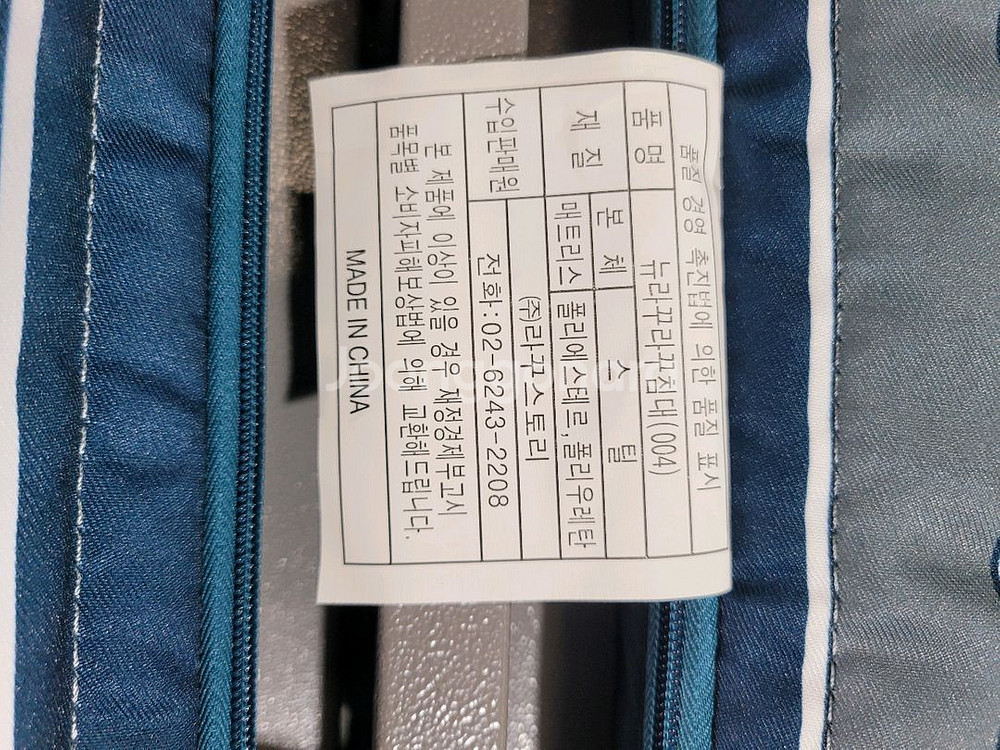 품질 경영 촉진법에 의한 품질 표시
품 명 뉴라꾸라꾸침대(004)
재 질 본 체 스 틸
매트리스 폴리에스테르,폴리우레탄
수입판매원 (주)라꾸스토리
전화:02-6243-2208
본 제품에 이상이 있을 경우 재정경제부고시
품목별 소비자피해보상법에 의해 교환해드립니다.
MADE IN CHINA